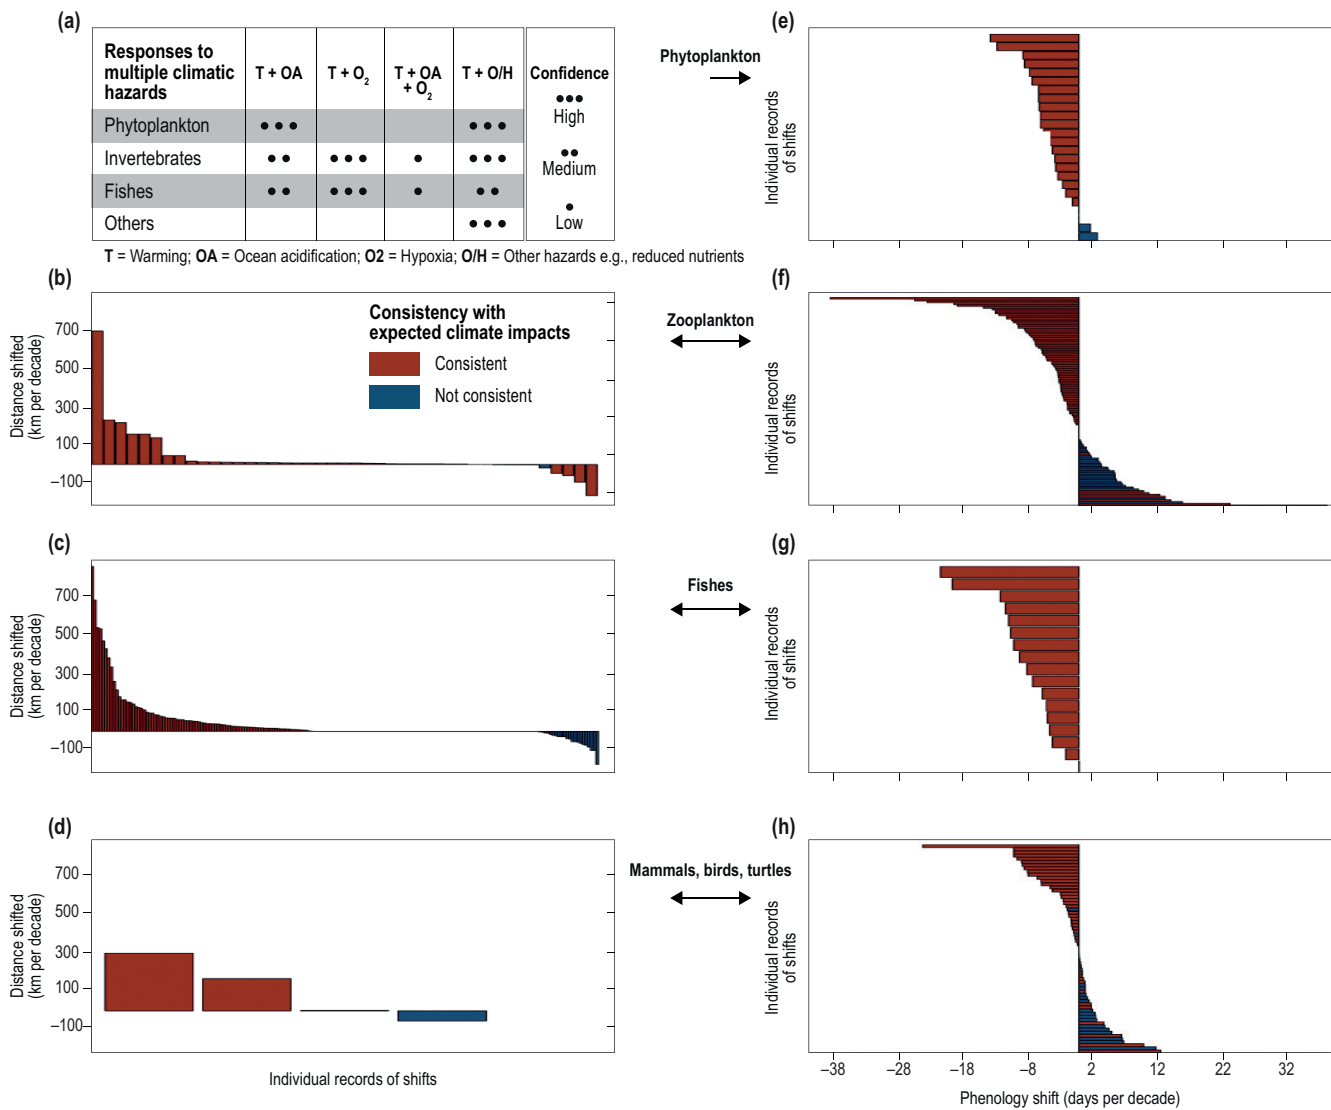 (a)
Responses to
multiple climatic
hazards
T + OA
T + O2
T + OA
+ O2
T + O/H
Confidence
●●●
High
Phytoplankton ●●● ●●●
Invertebrates ●● ●●● ● ●●●
●●
Medium
Fishes ●● ●●● ● ●●
●
Low
Others ●●●
T = Warming; OA = Ocean acidification; O2 = Hypoxia; O/H = Other hazards e.g., reduced nutrients
Phytoplankton
(e)
Individual records
of shifts
(b)
Distance shifted
(km per decade)
700
500
300
100
–100
Consistency with
expected climate impacts
Consistent
Not consistent
Zooplankton
(f)
Individual records
of shifts
(c)
Distance shifted
(km per decade)
700
500
300
100
–100
Fishes
(g)
Individual records
of shifts
(d)
Distance shifted
(km per decade)
700
500
300
100
–100
Individual records of shifts
Mammals, birds, turtles
(h)
Individual records
of shifts
–38 –28 –18 –8 2 12 22 32
Phenology shift (days per decade)